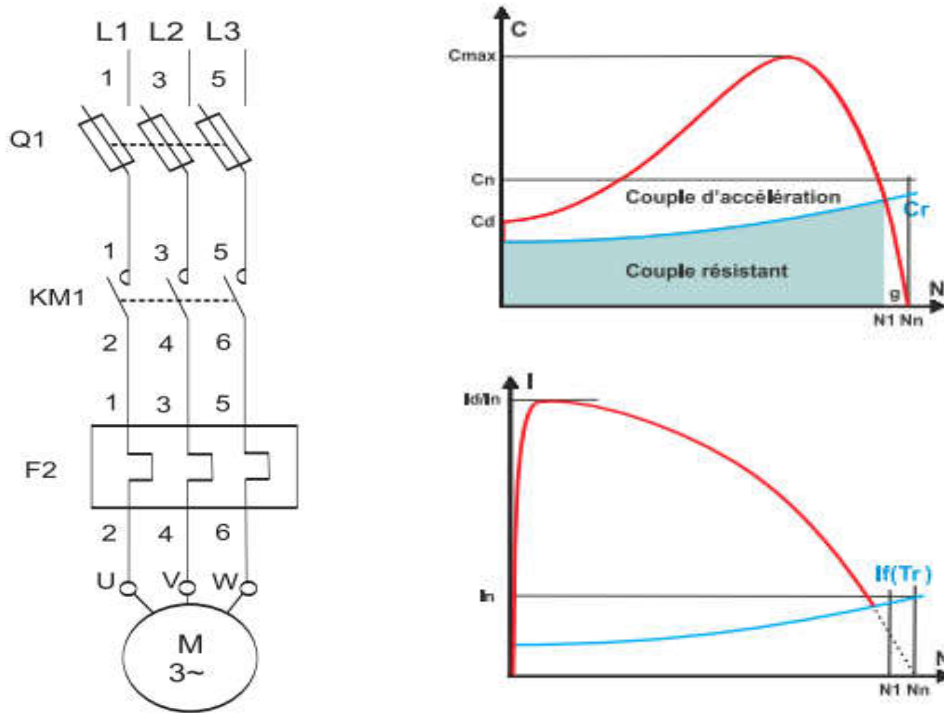 L1 L2 L3
1 3 5
Q1
1 3 5
KM1
2 4 6
1 3 5
F2
2 4 6
U V W
M
3~
C
Cmax
Cn
Couple d'accélération
Cr
Cd
Couple résistant
g
N
N1 Nn
I
Id/In
If(Tr)
In
N
N1 Nn